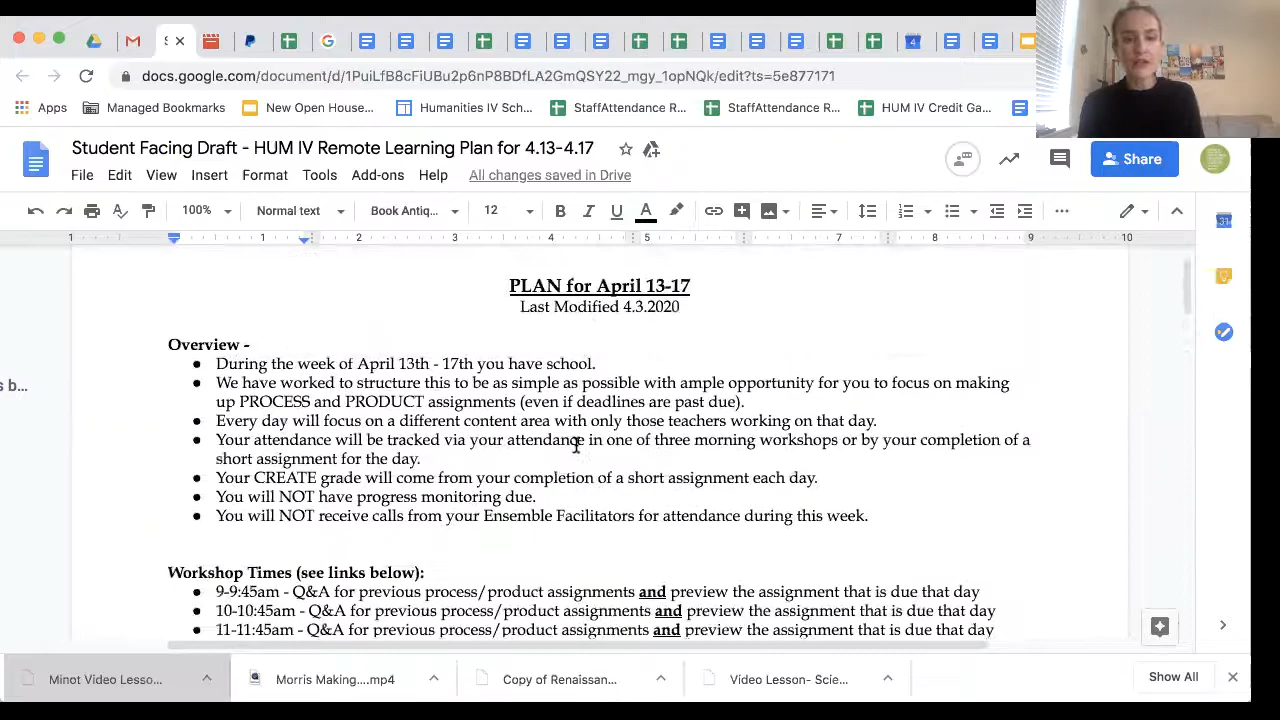 S
docs.google.com/document/d/1PuiLfB8cFiUBu2p6nP8BDfLA2GmQSY22_mgy_1opNQk/edit?ts=5e877171
Apps Managed Bookmarks New Open Ho... Humanities IV Sch... StaffAttendance R... StaffAttendance R... HUM IV Credit Ga...
Student Facing Draft - HUM IV Remote Learning Plan for 4.13-4.17
File Edit View Insert Format Tools Add-ons Help All changes saved in Drive
Share
100% Normal text Book Antiq... 12 B I U A
1 1 2 3 4 5 6 7 8 9 10
31
PLAN for April 13-17
Last Modified 4.3.2020
Overview -
● During the week of April 13th - 17th you have school.
● We have worked to structure this to be as simple as possible with ample opportunity for you to focus on making
s b...
up PROCESS and PRODUCT assignments (even if deadlines are past due).
● Every day will focus on a different content area with only those teachers working on that day.
● Your attendance will be tracked via your attendance in one of three morning workshops or by your completion of a
short assignment for the day.
● Your CREATE grade will come from your completion of a short assignment each day.
● You will NOT have progress monitoring due.
● You will NOT receive calls from your Ensemble Facilitators for attendance during this week.
Workshop Times (see links below):
● 9-9:45am - Q&A for previous process/product assignments and preview the assignment that is due that day
● 10-10:45am - Q&A for previous process/product assignments and preview the assignment that is due that day
● 11-11:45am - Q&A for previous process/product assignments and preview the assignment that is due that day
Minot Video Lesso... Morris Making....mp4 Copy of Renaissan... Video Lesson- Scie... Show All